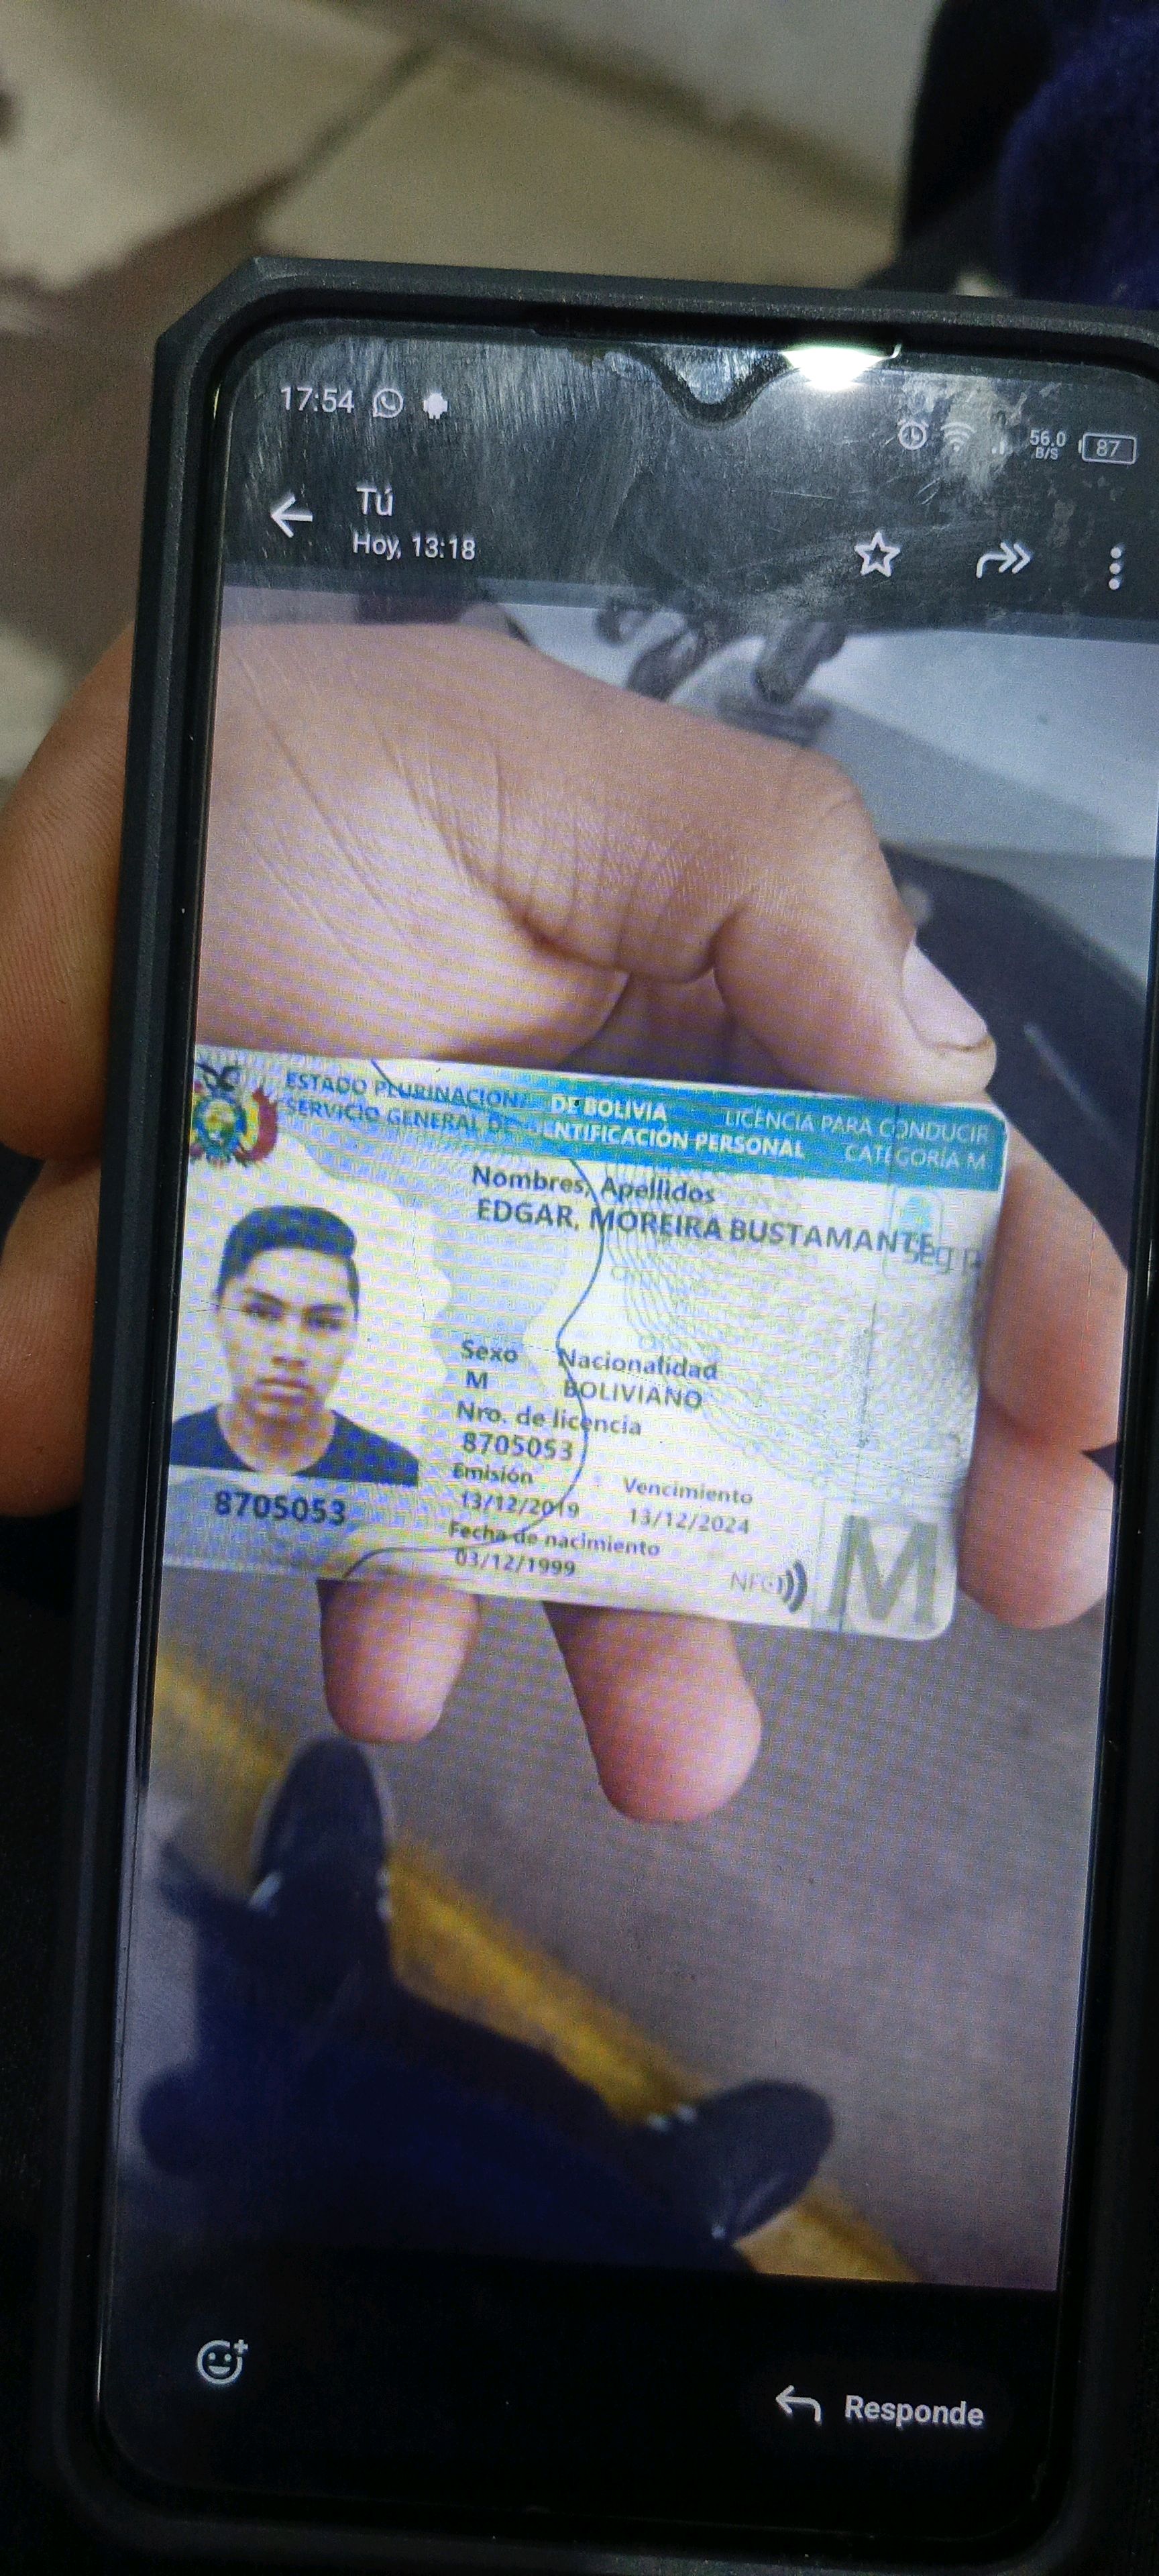 17:54
56.0
B/S
87
Tú
Hoy, 13:18
ESTADO PLURINACIONAL DE BOLIVIA
SERVICIO GENERAL DE IDENTIFICACIÓN PERSONAL
LICENCIA PARA CONDUCIR
CATEGORÍA M
Nombres, Apellidos
EDGAR, MOREIRA BUSTAMANTE
Sexo
M
Nacionalidad
BOLIVIANO
Nro. de licencia
8705053
Emisión
13/12/2019
Vencimiento
13/12/2024
Fecha de nacimiento
03/12/1999
8705053
NFC
M
Responde